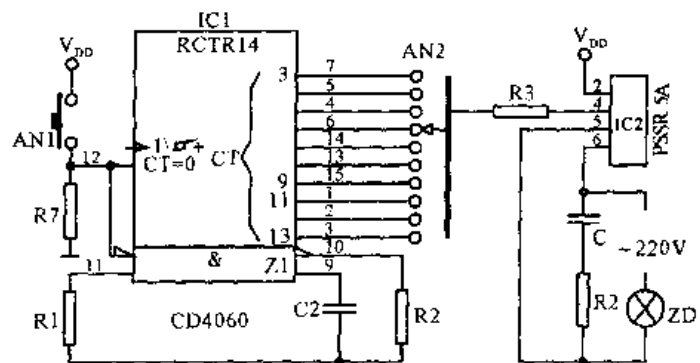 IC1
RCTR14
V_DD
AN1
12
CT=0
CT
3
9
11
13
7
5
4
6
14
13
15
1
2
3
10
9
AN2
R3
V_DD
2
4
5
6
IC2
PSSR 5A
R7
11
&
Z1
R1
CD4060
C2
R2
C
~220V
R2
ZD